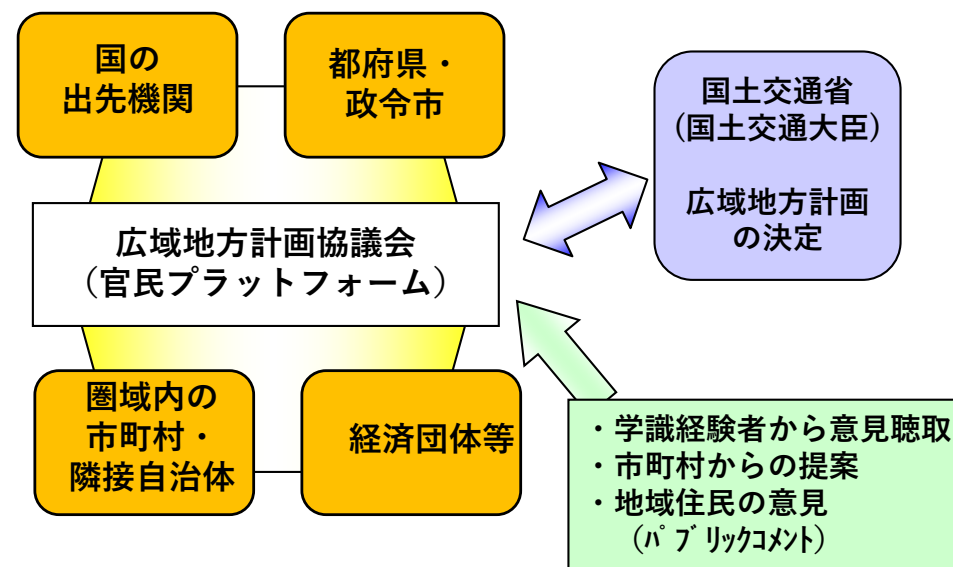 国の
出先機関
都府県・
政令市
国土交通省
(国土交通大臣)
広域地方計画
の決定
広域地方計画協議会
（官民プラットフォーム）
圏域内の
市町村・
隣接自治体
経済団体等
・学識経験者から意見聴取
・市町村からの提案
・地域住民の意見
（ﾊﾟﾌﾞﾘｯｸｺﾒﾝﾄ）